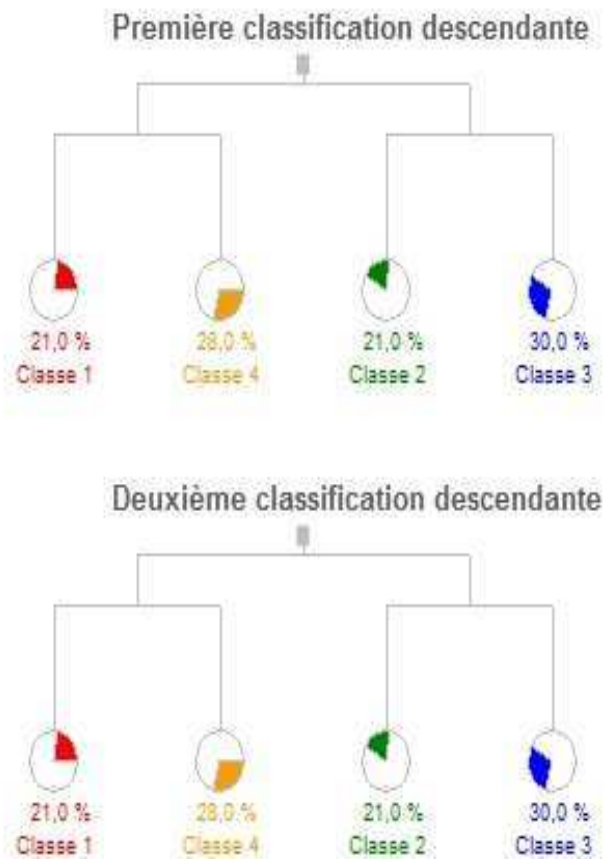 Première classification descendante
21,0 % 28,0 % 21,0 % 30,0 %
Classe 1 Classe 4 Classe 2 Classe 3
Deuxième classification descendante
21,0 % 28,0 % 21,0 % 30,0 %
Classe 1 Classe 4 Classe 2 Classe 3